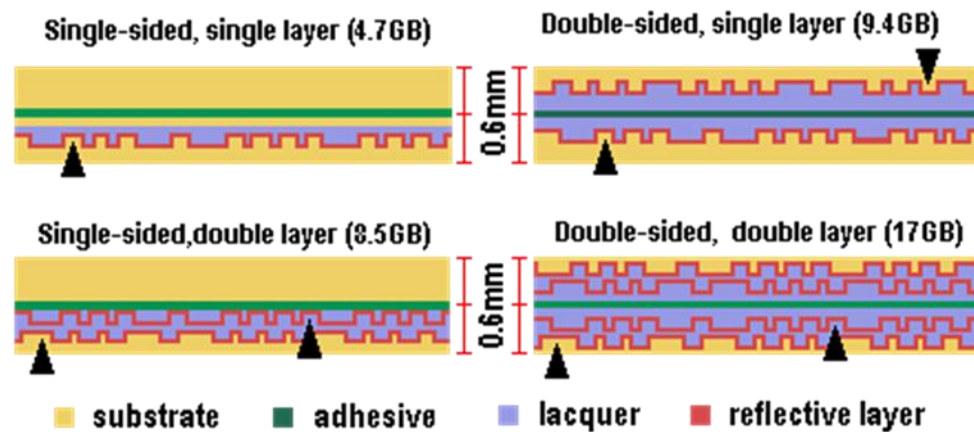 Single-sided, single layer (4.7GB)
Double-sided, single layer (9.4GB)
0.6mm
Single-sided,double layer (8.5GB)
Double-sided, double layer (17GB)
0.6mm
substrate
adhesive
lacquer
reflective layer